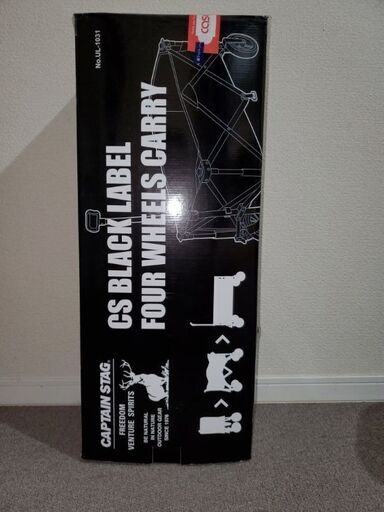 No.UL-1031
CS BLACK LABEL
FOUR WHEELS CARRY
CAPTAIN STAG®
FREEDOM
VENTURE SPIRITS
BE NATURAL
IN NATURE
OUTDOOR GEAR
SINCE 1976